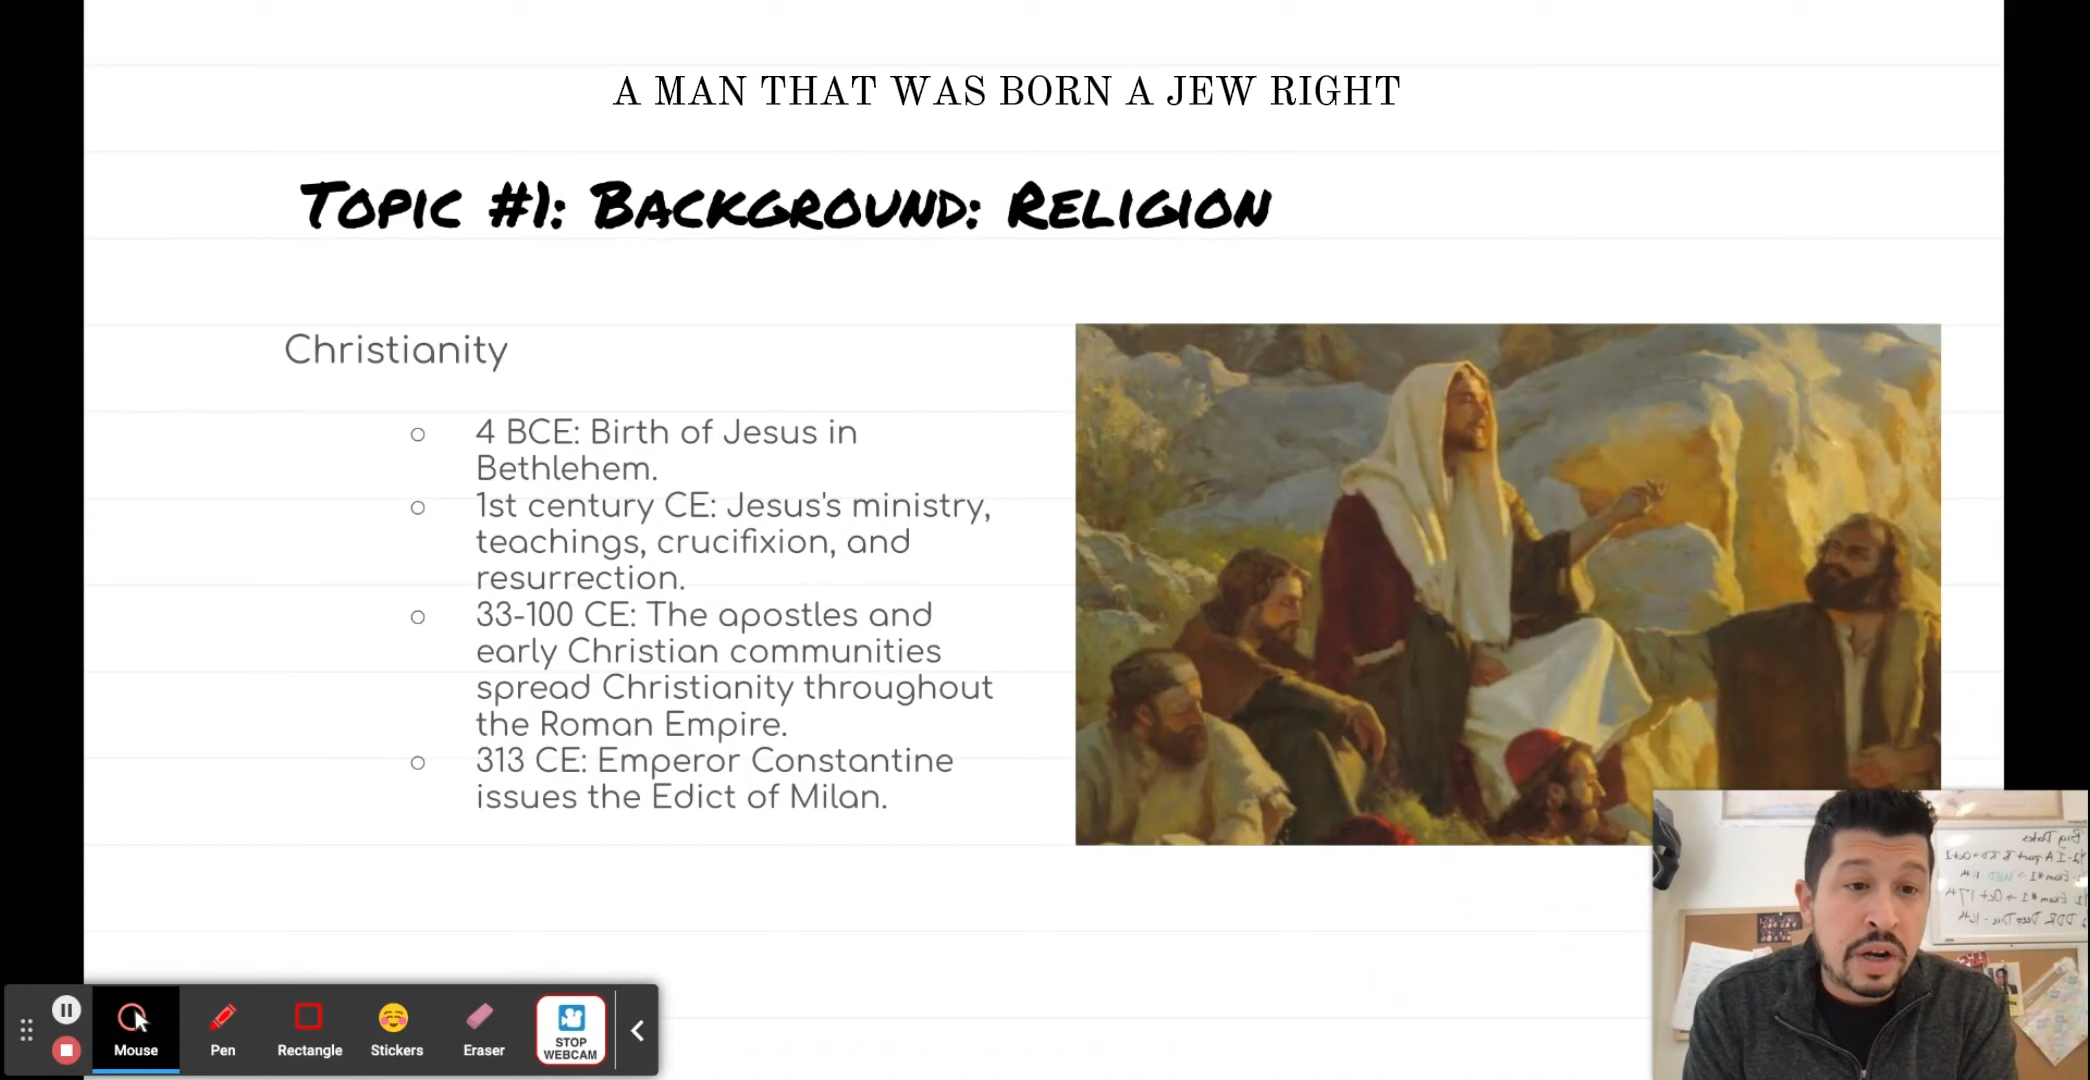 A MAN THAT WAS BORN A JEW RIGHT
Topic #1: Background: Religion
Christianity
4 BCE: Birth of Jesus in
Bethlehem.
1st century CE: Jesus's ministry,
teachings, crucifixion, and
resurrection.
33-100 CE: The apostles and
early Christian communities
spread Christianity throughout
the Roman Empire.
313 CE: Emperor Constantine
issues the Edict of Milan.
Big Dates
Mouse
Pen
Rectangle
Stickers
Eraser
STOP
WEBCAM